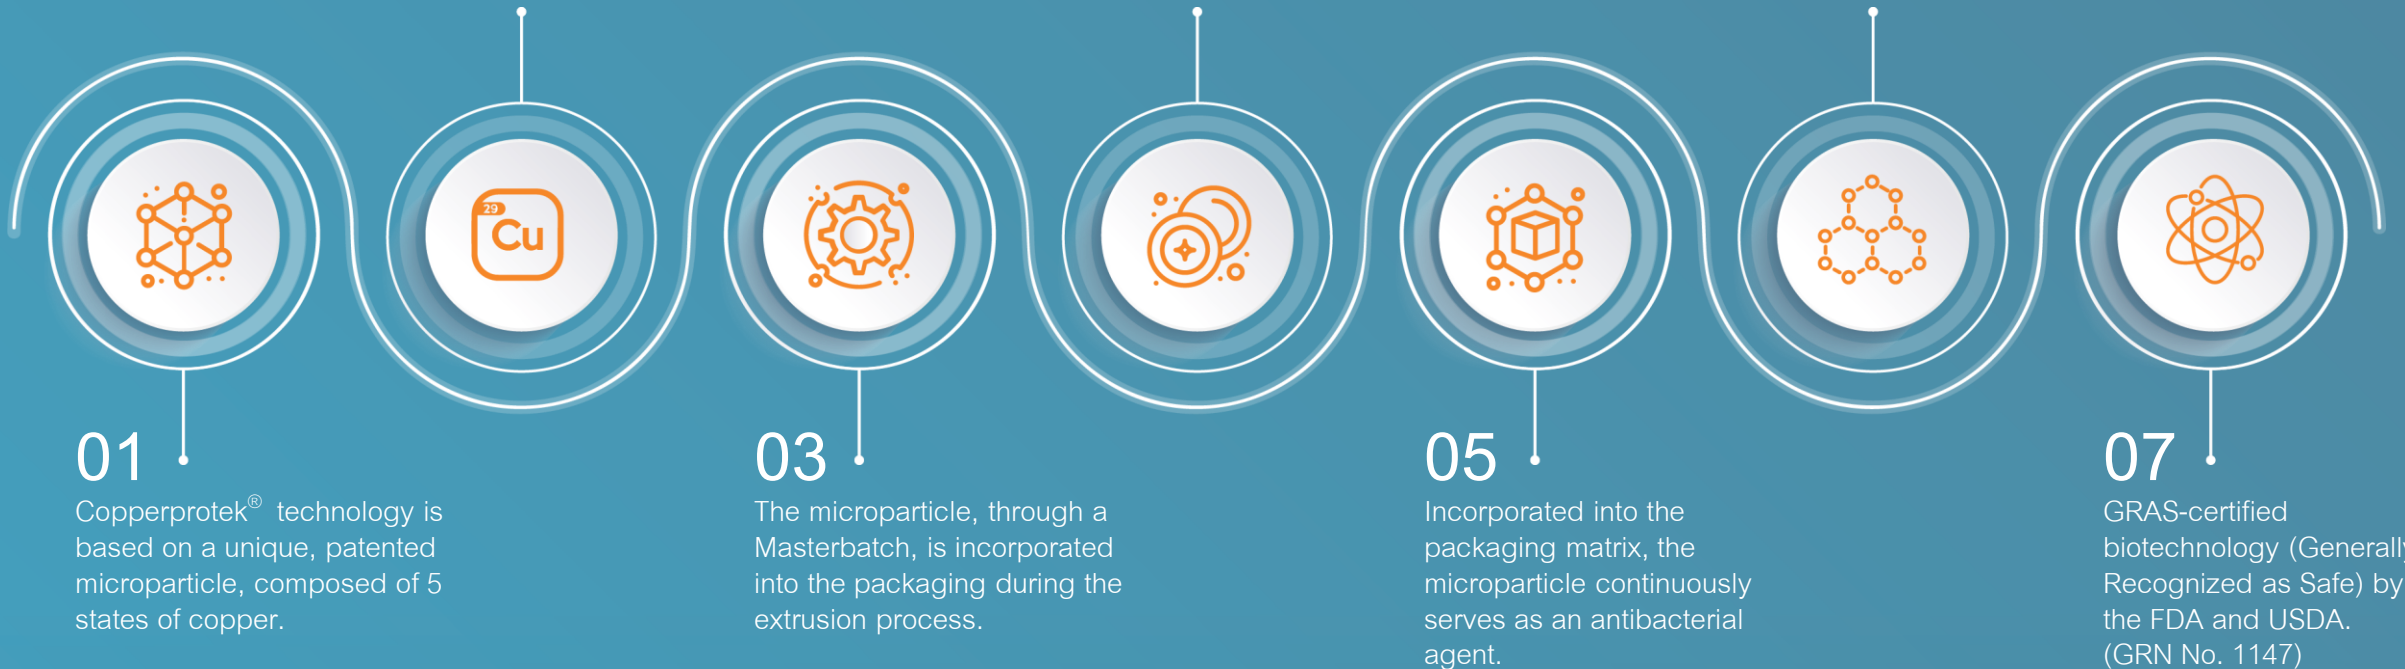 29
Cu
01
Copperprotek® technology is
based on a unique, patented
microparticle, composed of 5
states of copper.
03
The microparticle, through a
Masterbatch, is incorporated
into the packaging during the
extrusion process.
05
Incorporated into the
packaging matrix, the
microparticle continuously
serves as an antibacterial
agent.
07
GRAS-certified
biotechnology (Generally
Recognized as Safe) by
the FDA and USDA.
(GRN No. 1147)